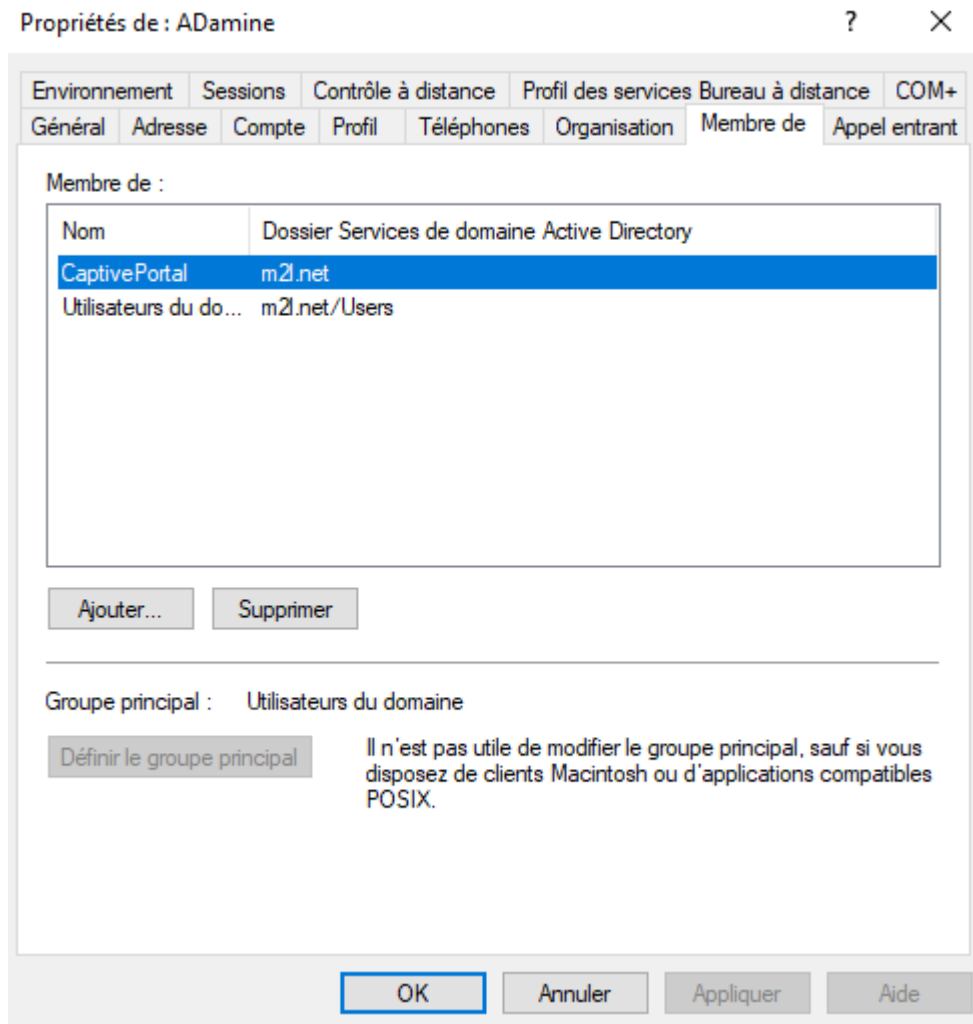 Propriétés de : ADamine ? ✕
Environnement Sessions Contrôle à distance Profil des services Bureau à distance COM+
Général Adresse Compte Profil Téléphones Organisation Membre de Appel entrant
Membre de :
Nom Dossier Services de domaine Active Directory
CaptivePortal m2l.net
Utilisateurs du do... m2l.net/Users
Ajouter... Supprimer
Groupe principal : Utilisateurs du domaine
Définir le groupe principal
Il n'est pas utile de modifier le groupe principal, sauf si vous
disposez de clients Macintosh ou d'applications compatibles
POSIX.
OK Annuler Appliquer Aide